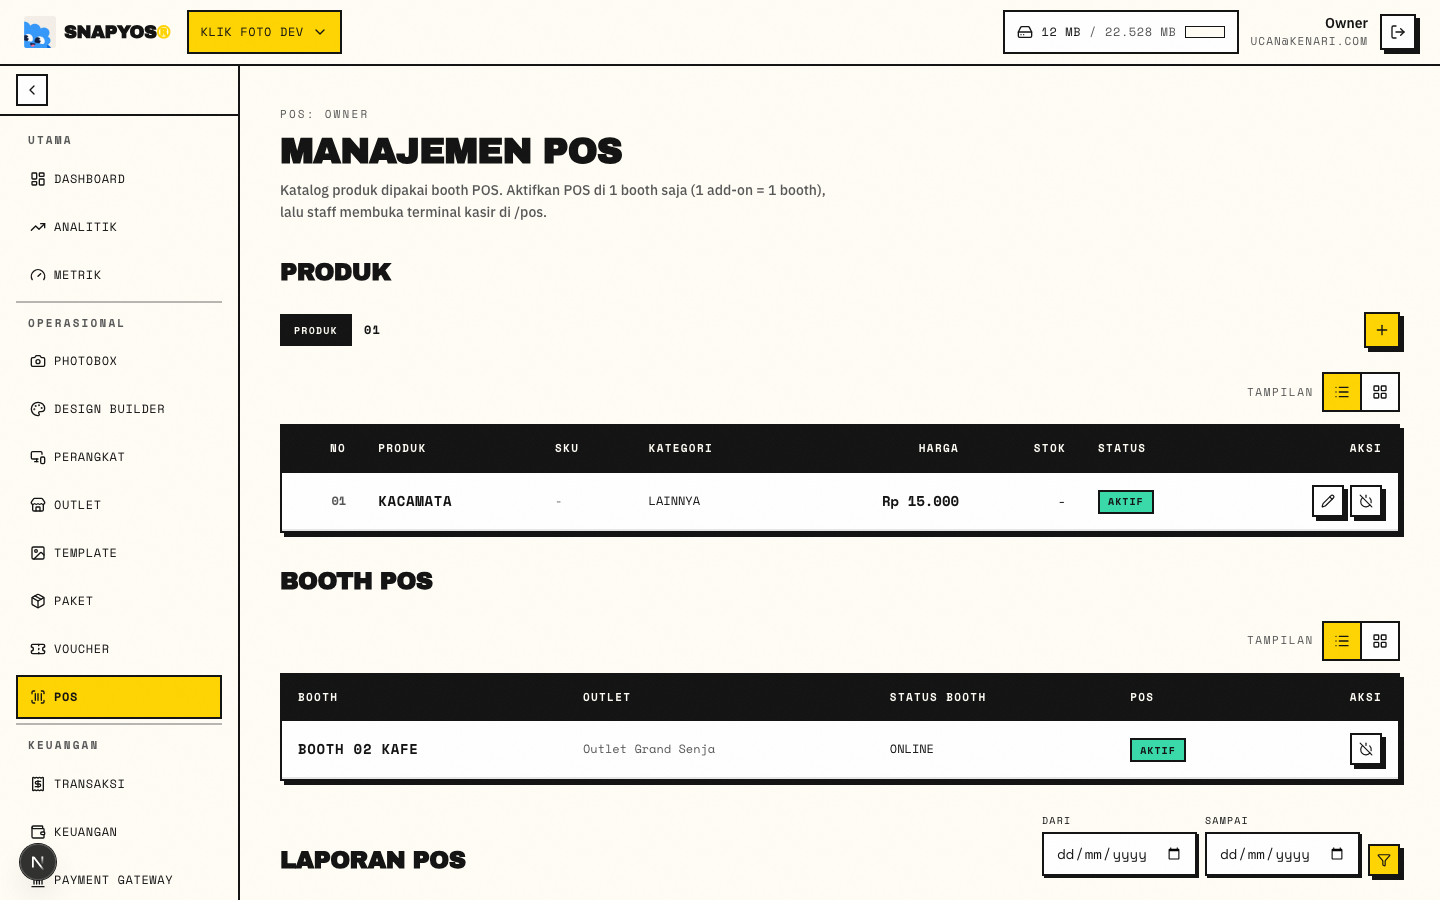 SNAPYOS®
KLIK FOTO DEV
12 MB / 22.528 MB
Owner
UCAN@KENARI.COM
UTAMA
DASHBOARD
ANALITIK
METRIK
OPERASIONAL
PHOTOBOX
DESIGN BUILDER
PERANGKAT
OUTLET
TEMPLATE
PAKET
VOUCHER
POS
KEUANGAN
TRANSAKSI
KEUANGAN
PAYMENT GATEWAY
N
POS: OWNER
MANAJEMEN POS
Katalog produk dipakai booth POS. Aktifkan POS di 1 booth saja (1 add-on = 1 booth),
lalu staff membuka terminal kasir di /pos.
PRODUK
PRODUK 01
TAMPILAN
NO PRODUK SKU KATEGORI HARGA STOK STATUS AKSI
01 KACAMATA - LAINNYA Rp 15.000 - AKTIF
BOOTH POS
TAMPILAN
BOOTH OUTLET STATUS BOOTH POS AKSI
BOOTH 02 KAFE Outlet Grand Senja ONLINE AKTIF
LAPORAN POS
DARI SAMPAI
dd/mm/yyyy dd/mm/yyyy